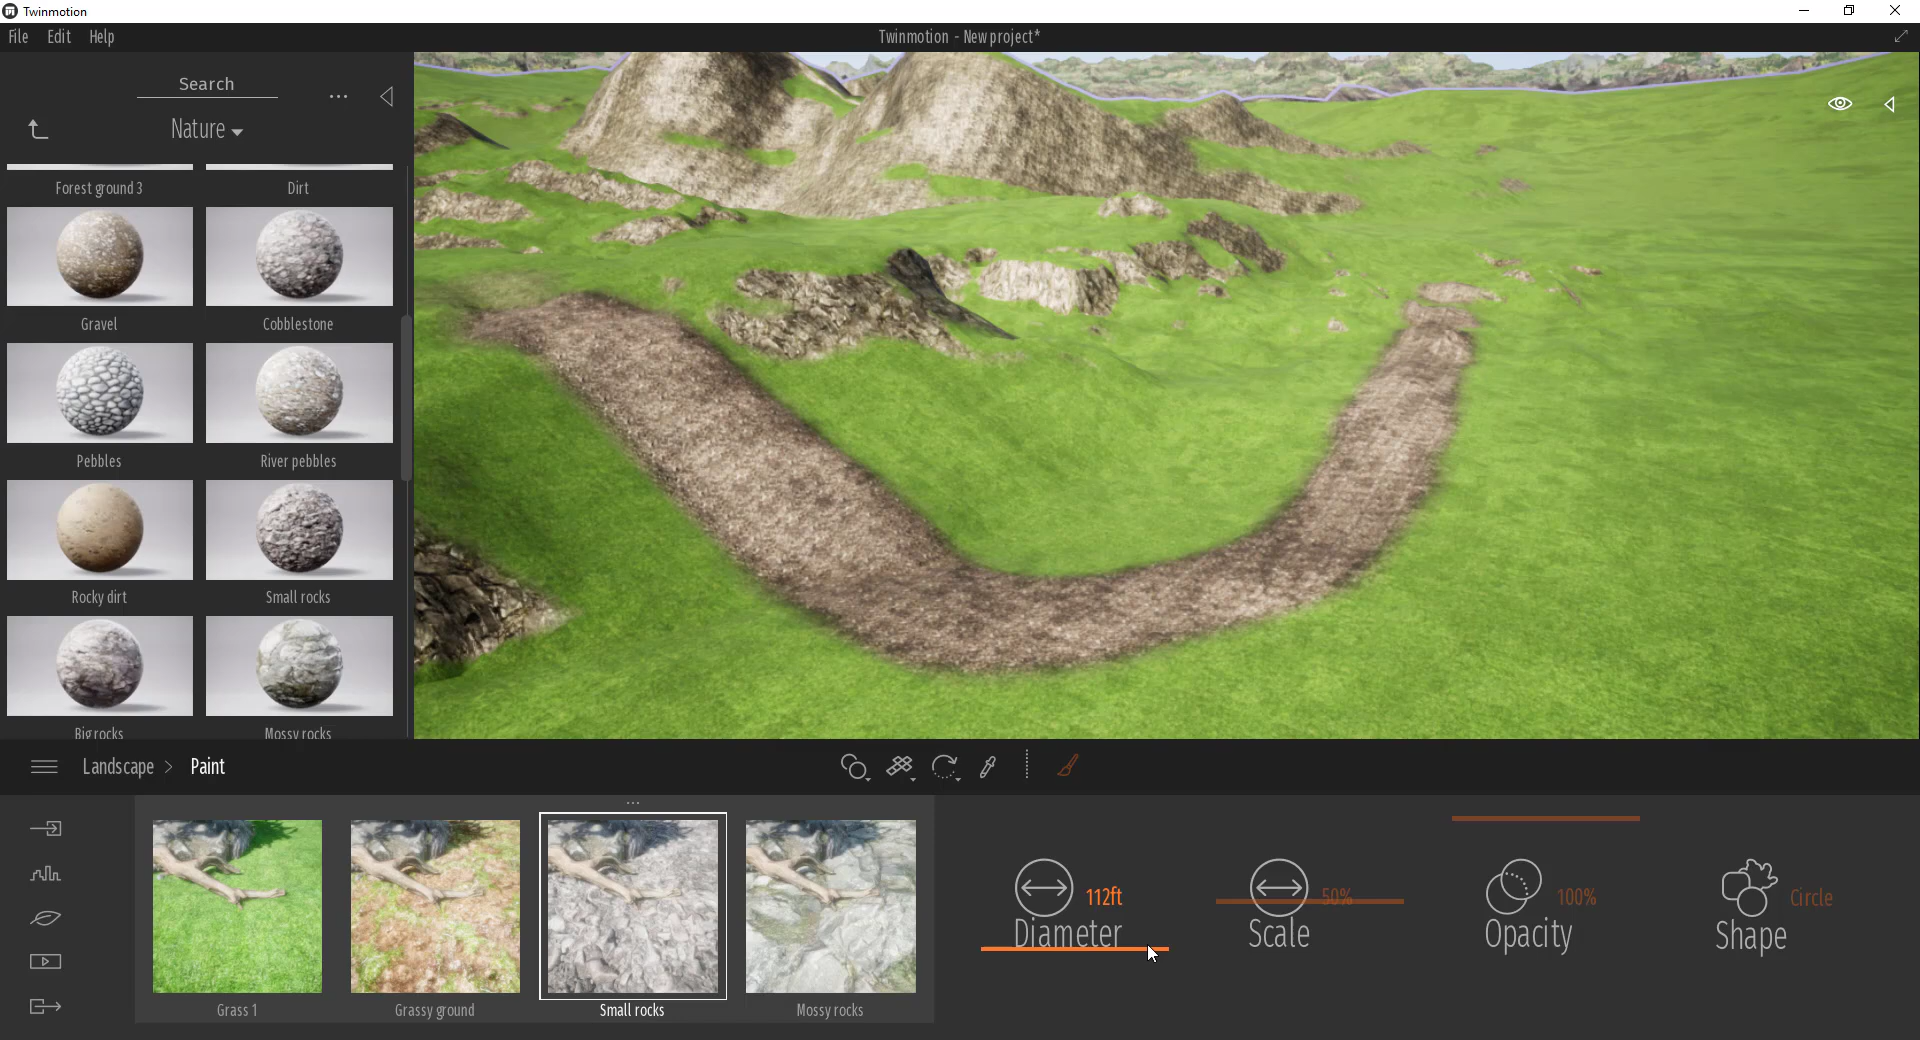 Twinmotion
File Edit Help
Twinmotion - New project*
Search
Nature
Forest ground 3
Dirt
Gravel
Cobblestone
Pebbles
River pebbles
Rocky dirt
Small rocks
Big rocks
Mossy rocks
Landscape > Paint
Grass 1
Grassy ground
Small rocks
Mossy rocks
112ft
Diameter
50%
Scale
100%
Opacity
Circle
Shape